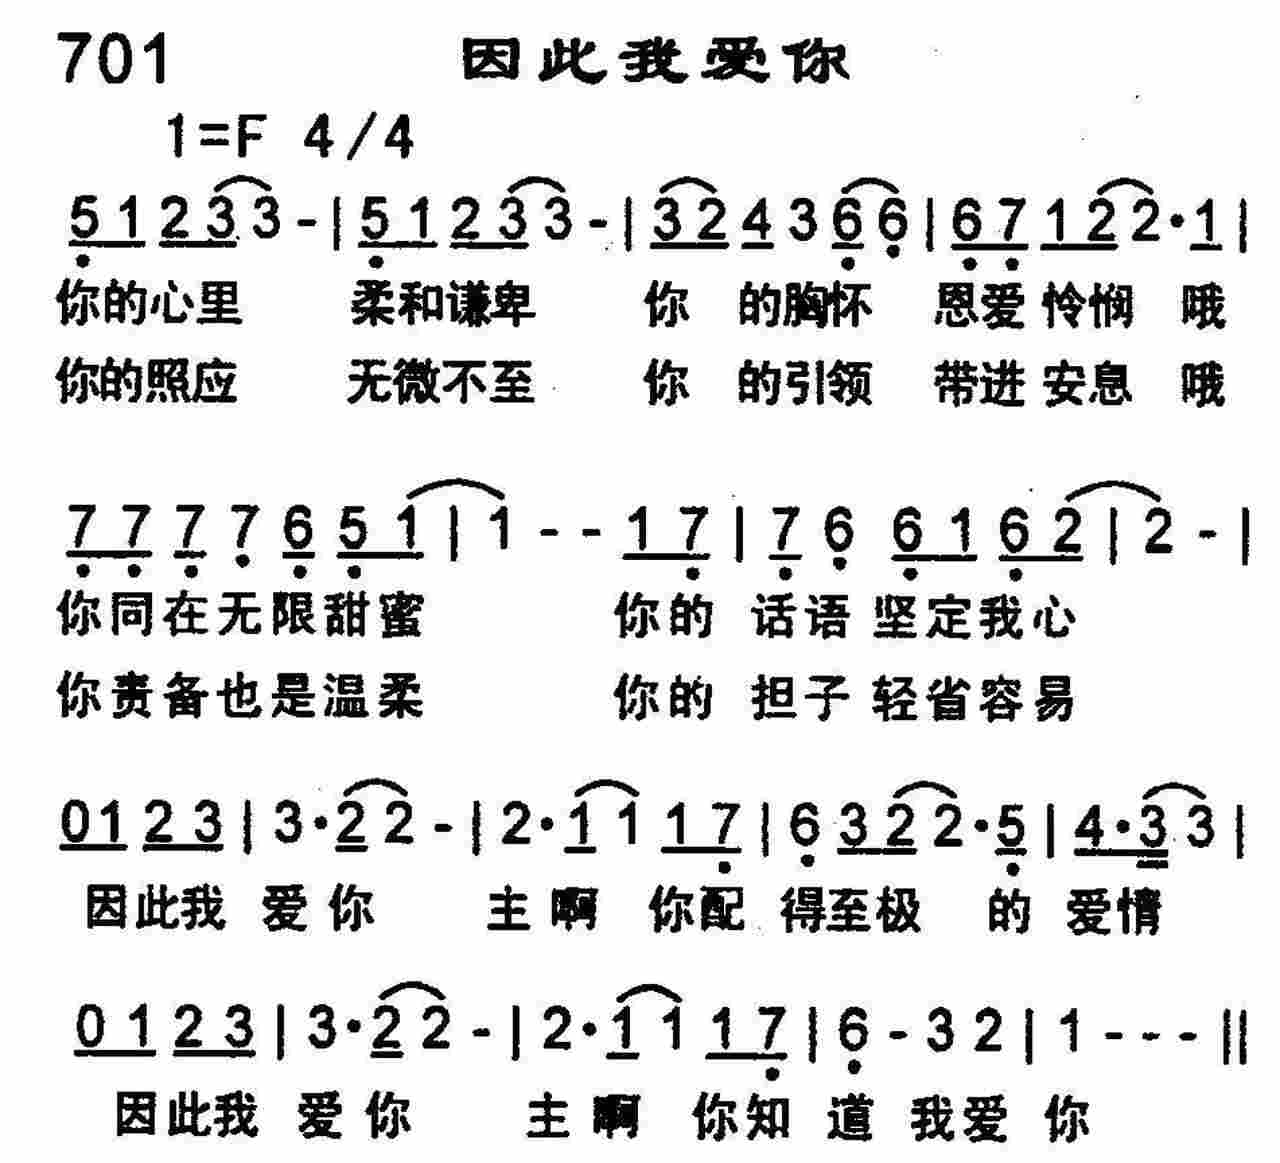 701 因此我爱你
1=F 4/4
5 1 2 3 3 - | 5 1 2 3 3 - | 3 2 4 3 6 6 | 6 7 1 2 2· 1 |
你的心里 柔和谦卑 你 的胸怀 恩爱怜悯 哦
你的照应 无微不至 你 的引领 带进安息 哦
7 7 7 7 6 5 1 | 1 - - 1 7 | 7 6 6 1 6 2 | 2 - |
你同在无限甜蜜 你的 话语 坚定我心
你责备也是温柔 你的 担子 轻省容易
0 1 2 3 | 3· 2 2 - | 2· 1 1 1 7 | 6 3 2 2· 5 | 4· 3 3 |
因此我 爱你 主啊 你配 得至极 的 爱情
0 1 2 3 | 3· 2 2 - | 2· 1 1 1 7 | 6 - 3 2 | 1 - - - ||
因此我 爱你 主啊 你知 道 我爱 你